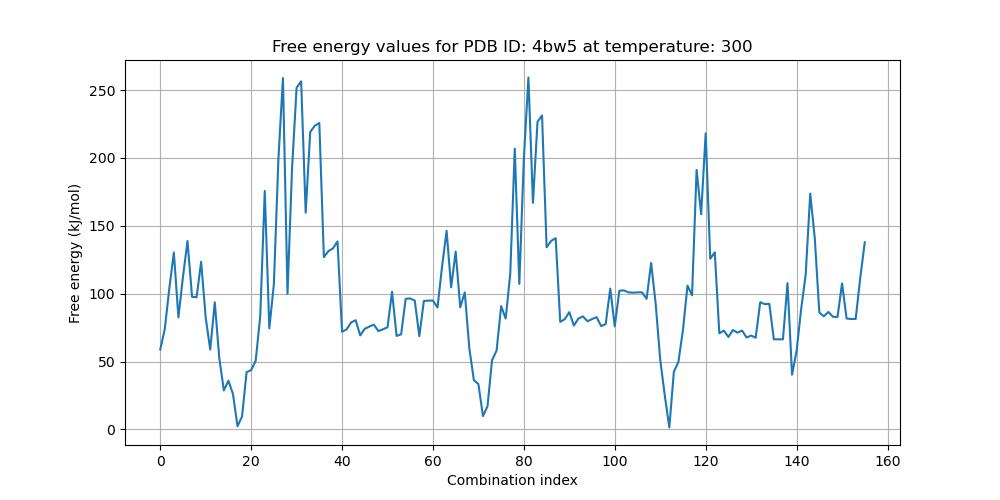 Free energy values for PDB ID: 4bw5 at temperature: 300
Free energy (kJ/mol)
250
200
150
100
50
0
0 20 40 60 80 100 120 140 160
Combination index